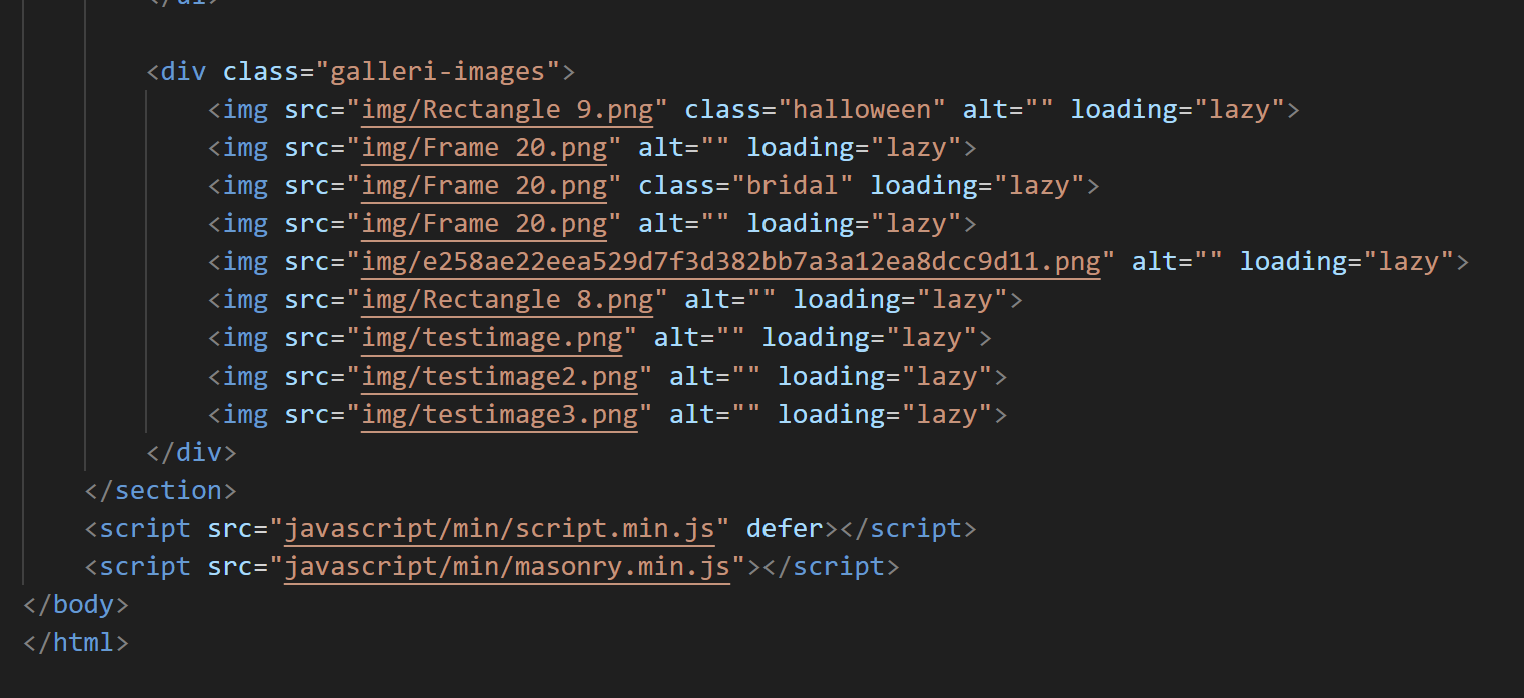 </ul>
<div class="galleri-images">
<img src="img/Rectangle 9.png" class="halloween" alt="" loading="lazy">
<img src="img/Frame 20.png" alt="" loading="lazy">
<img src="img/Frame 20.png" class="bridal" loading="lazy">
<img src="img/Frame 20.png" alt="" loading="lazy">
<img src="img/e258ae22eea529d7f3d382bb7a3a12ea8dcc9d11.png" alt="" loading="lazy">
<img src="img/Rectangle 8.png" alt="" loading="lazy">
<img src="img/testimage.png" alt="" loading="lazy">
<img src="img/testimage2.png" alt="" loading="lazy">
<img src="img/testimage3.png" alt="" loading="lazy">
</div>
</section>
<script src="javascript/min/script.min.js" defer></script>
<script src="javascript/min/masonry.min.js"></script>
</body>
</html>